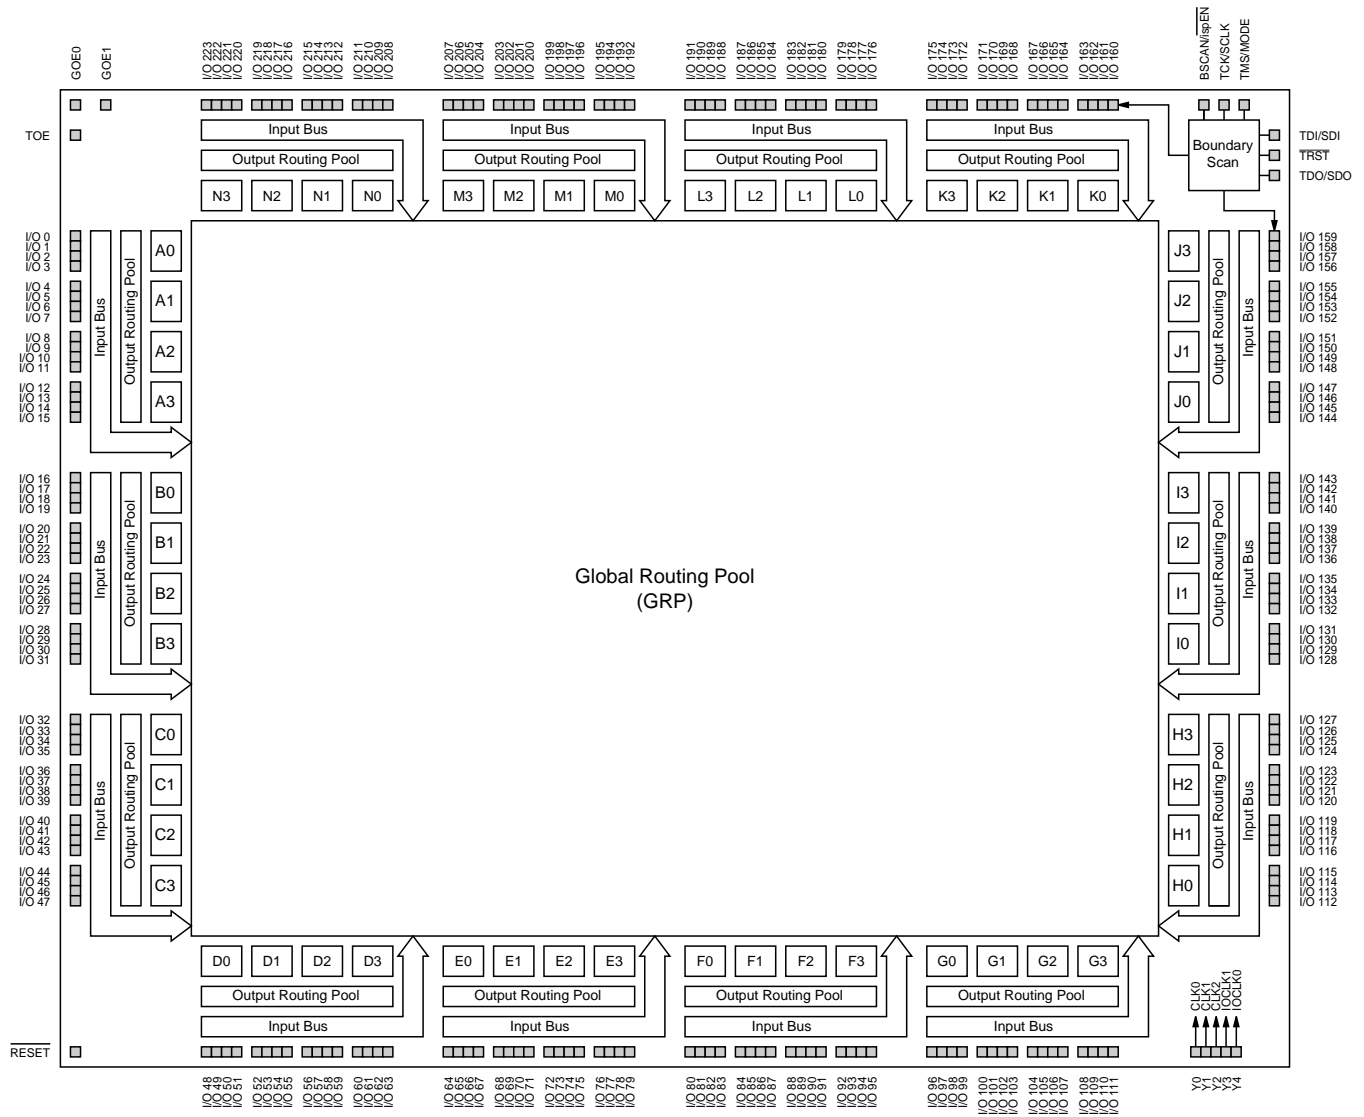 GOE0
GOE1
I/O 223
I/O 222
I/O 221
I/O 220
I/O 219
I/O 218
I/O 217
I/O 216
I/O 215
I/O 214
I/O 213
I/O 212
I/O 211
I/O 210
I/O 209
I/O 208
I/O 207
I/O 206
I/O 205
I/O 204
I/O 203
I/O 202
I/O 201
I/O 200
I/O 199
I/O 198
I/O 197
I/O 196
I/O 195
I/O 194
I/O 193
I/O 192
I/O 191
I/O 190
I/O 189
I/O 188
I/O 187
I/O 186
I/O 185
I/O 184
I/O 183
I/O 182
I/O 181
I/O 180
I/O 179
I/O 178
I/O 177
I/O 176
I/O 175
I/O 174
I/O 173
I/O 172
I/O 171
I/O 170
I/O 169
I/O 168
I/O 167
I/O 166
I/O 165
I/O 164
I/O 163
I/O 162
I/O 161
I/O 160
BSCAN/ispEN
TCK/SCLK
TMS/MODE
TOE
Input Bus
Input Bus
Input Bus
Input Bus
Output Routing Pool
Output Routing Pool
Output Routing Pool
Output Routing Pool
N3 N2 N1 N0
M3 M2 M1 M0
L3 L2 L1 L0
K3 K2 K1 K0
Boundary
Scan
TDI/SDI
TRST
TDO/SDO
I/O 0
I/O 1
I/O 2
I/O 3
I/O 4
I/O 5
I/O 6
I/O 7
I/O 8
I/O 9
I/O 10
I/O 11
I/O 12
I/O 13
I/O 14
I/O 15
Input Bus
Output Routing Pool
A0
A1
A2
A3
I/O 16
I/O 17
I/O 18
I/O 19
I/O 20
I/O 21
I/O 22
I/O 23
I/O 24
I/O 25
I/O 26
I/O 27
I/O 28
I/O 29
I/O 30
I/O 31
Input Bus
Output Routing Pool
B0
B1
B2
B3
I/O 32
I/O 33
I/O 34
I/O 35
I/O 36
I/O 37
I/O 38
I/O 39
I/O 40
I/O 41
I/O 42
I/O 43
I/O 44
I/O 45
I/O 46
I/O 47
Input Bus
Output Routing Pool
C0
C1
C2
C3
Global Routing Pool
(GRP)
J3
J2
J1
J0
Output Routing Pool
Input Bus
I/O 159
I/O 158
I/O 157
I/O 156
I/O 155
I/O 154
I/O 153
I/O 152
I/O 151
I/O 150
I/O 149
I/O 148
I/O 147
I/O 146
I/O 145
I/O 144
I3
I2
I1
I0
Output Routing Pool
Input Bus
I/O 143
I/O 142
I/O 141
I/O 140
I/O 139
I/O 138
I/O 137
I/O 136
I/O 135
I/O 134
I/O 133
I/O 132
I/O 131
I/O 130
I/O 129
I/O 128
H3
H2
H1
H0
Output Routing Pool
Input Bus
I/O 127
I/O 126
I/O 125
I/O 124
I/O 123
I/O 122
I/O 121
I/O 120
I/O 119
I/O 118
I/O 117
I/O 116
I/O 115
I/O 114
I/O 113
I/O 112
D0 D1 D2 D3
E0 E1 E2 E3
F0 F1 F2 F3
G0 G1 G2 G3
Output Routing Pool
Output Routing Pool
Output Routing Pool
Output Routing Pool
Input Bus
Input Bus
Input Bus
Input Bus
CLK0
CLK1
CLK2
IOCLK1
IOCLK0
RESET
I/O 48
I/O 49
I/O 50
I/O 51
I/O 52
I/O 53
I/O 54
I/O 55
I/O 56
I/O 57
I/O 58
I/O 59
I/O 60
I/O 61
I/O 62
I/O 63
I/O 64
I/O 65
I/O 66
I/O 67
I/O 68
I/O 69
I/O 70
I/O 71
I/O 72
I/O 73
I/O 74
I/O 75
I/O 76
I/O 77
I/O 78
I/O 79
I/O 80
I/O 81
I/O 82
I/O 83
I/O 84
I/O 85
I/O 86
I/O 87
I/O 88
I/O 89
I/O 90
I/O 91
I/O 92
I/O 93
I/O 94
I/O 95
I/O 96
I/O 97
I/O 98
I/O 99
I/O 100
I/O 101
I/O 102
I/O 103
I/O 104
I/O 105
I/O 106
I/O 107
I/O 108
I/O 109
I/O 110
I/O 111
Y0
Y1
Y2
Y3
Y4